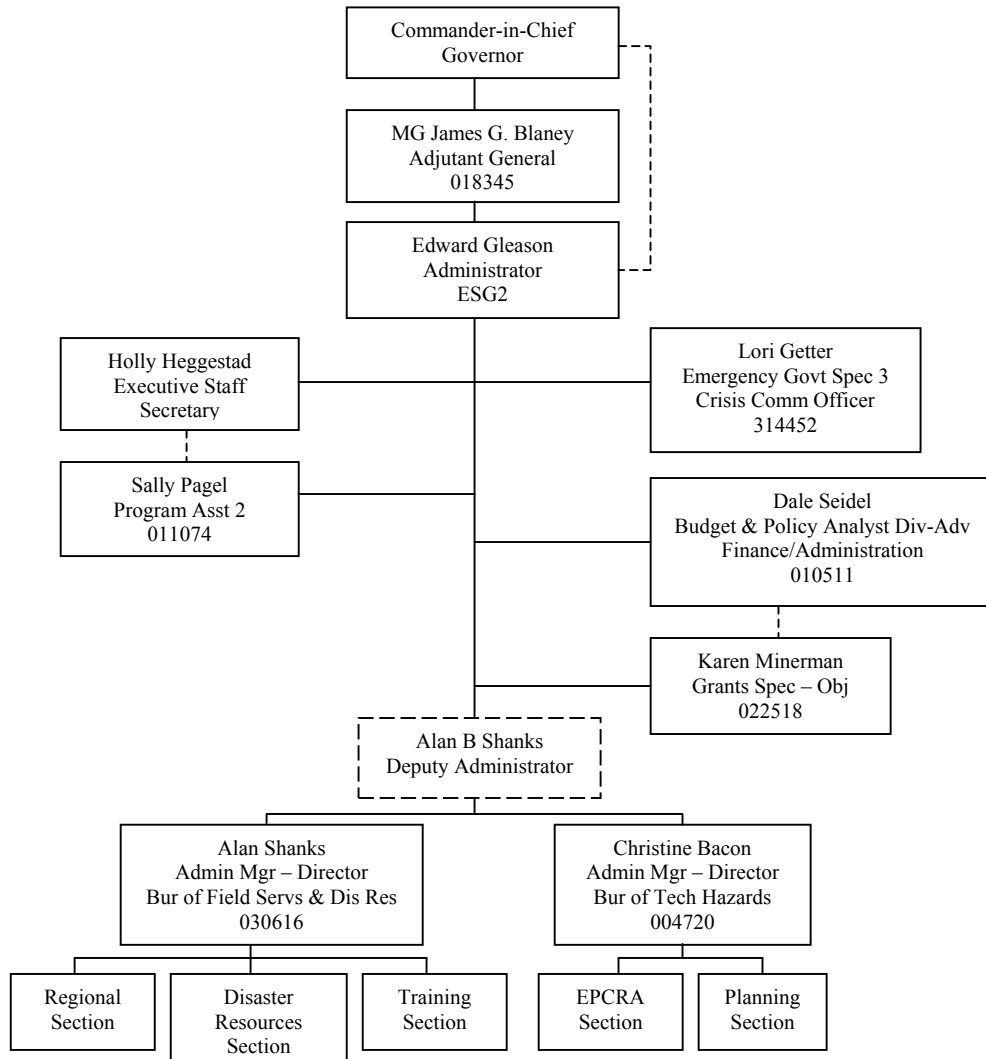 Commander-in-Chief
Governor
MG James G. Blaney
Adjutant General
018345
Edward Gleason
Administrator
ESG2
Holly Heggestad
Executive Staff
Secretary
Lori Getter
Emergency Govt Spec 3
Crisis Comm Officer
314452
Sally Pagel
Program Asst 2
011074
Dale Seidel
Budget & Policy Analyst Div-Adv
Finance/Administration
010511
Karen Minerman
Grants Spec – Obj
022518
Alan B Shanks
Deputy Administrator
Alan Shanks
Admin Mgr – Director
Bur of Field Servs & Dis Res
030616
Christine Bacon
Admin Mgr – Director
Bur of Tech Hazards
004720
Regional
Section
Disaster
Resources
Section
Training
Section
EPCRA
Section
Planning
Section